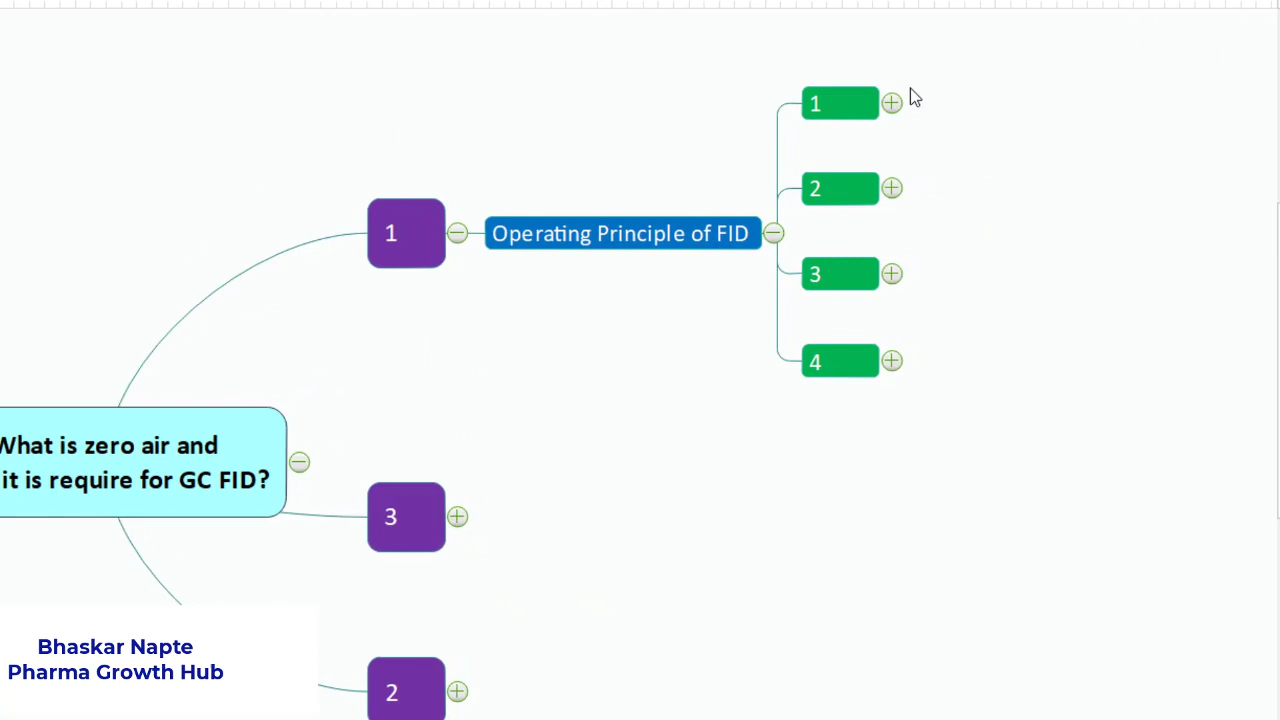 1
Operating Principle of FID
1
2
3
4
What is zero air and
it is require for GC FID?
3
2
Bhaskar Napte
Pharma Growth Hub